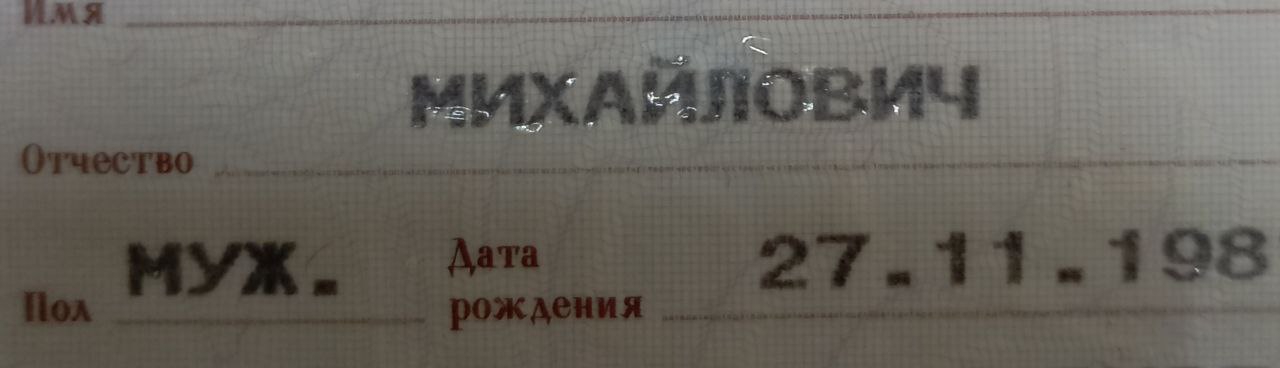 Имя
МИХАЙЛОВИЧ
Отчество
МУЖ.
Пол
Дата
рождения
27.11.198